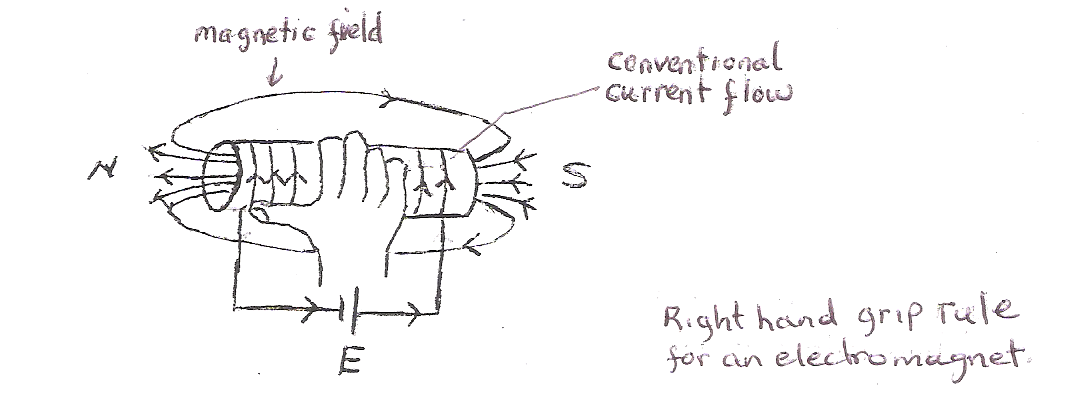 magnetic field
conventional
current flow
N
S
E
Right hand grip rule
for an electromagnet.